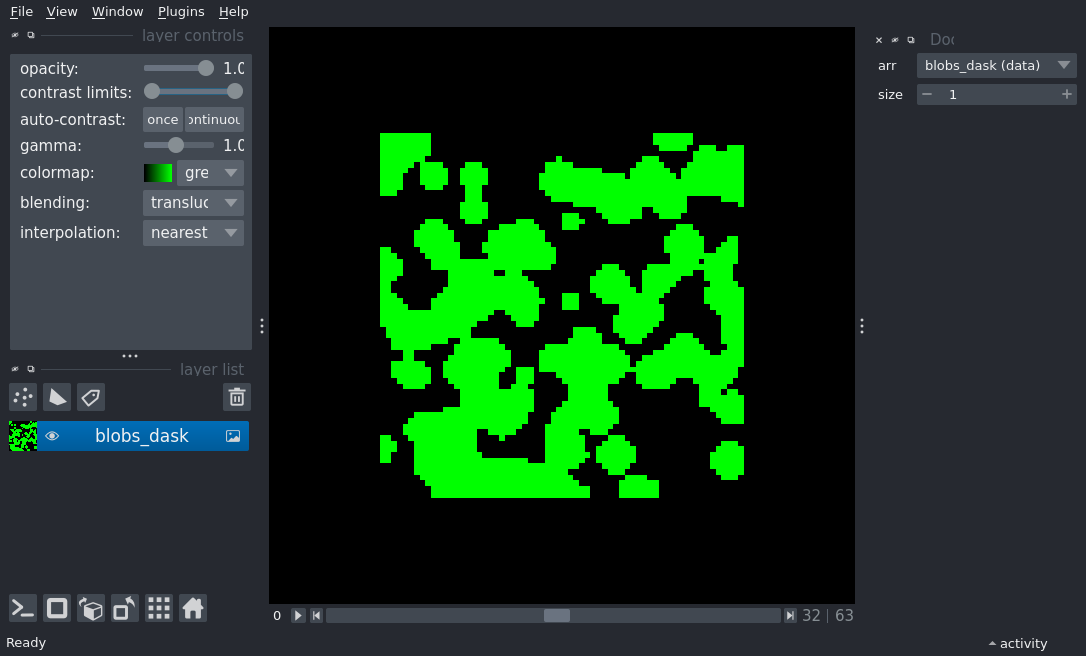 File View Window Plugins Help
layer controls
opacity: 1.0
contrast limits:
auto-contrast: once ontinuou
gamma: 1.0
colormap: gre
blending: transluc
interpolation: nearest
layer list
blobs_dask
0 32 | 63
Ready
Doc
arr blobs_dask (data)
size 1
activity